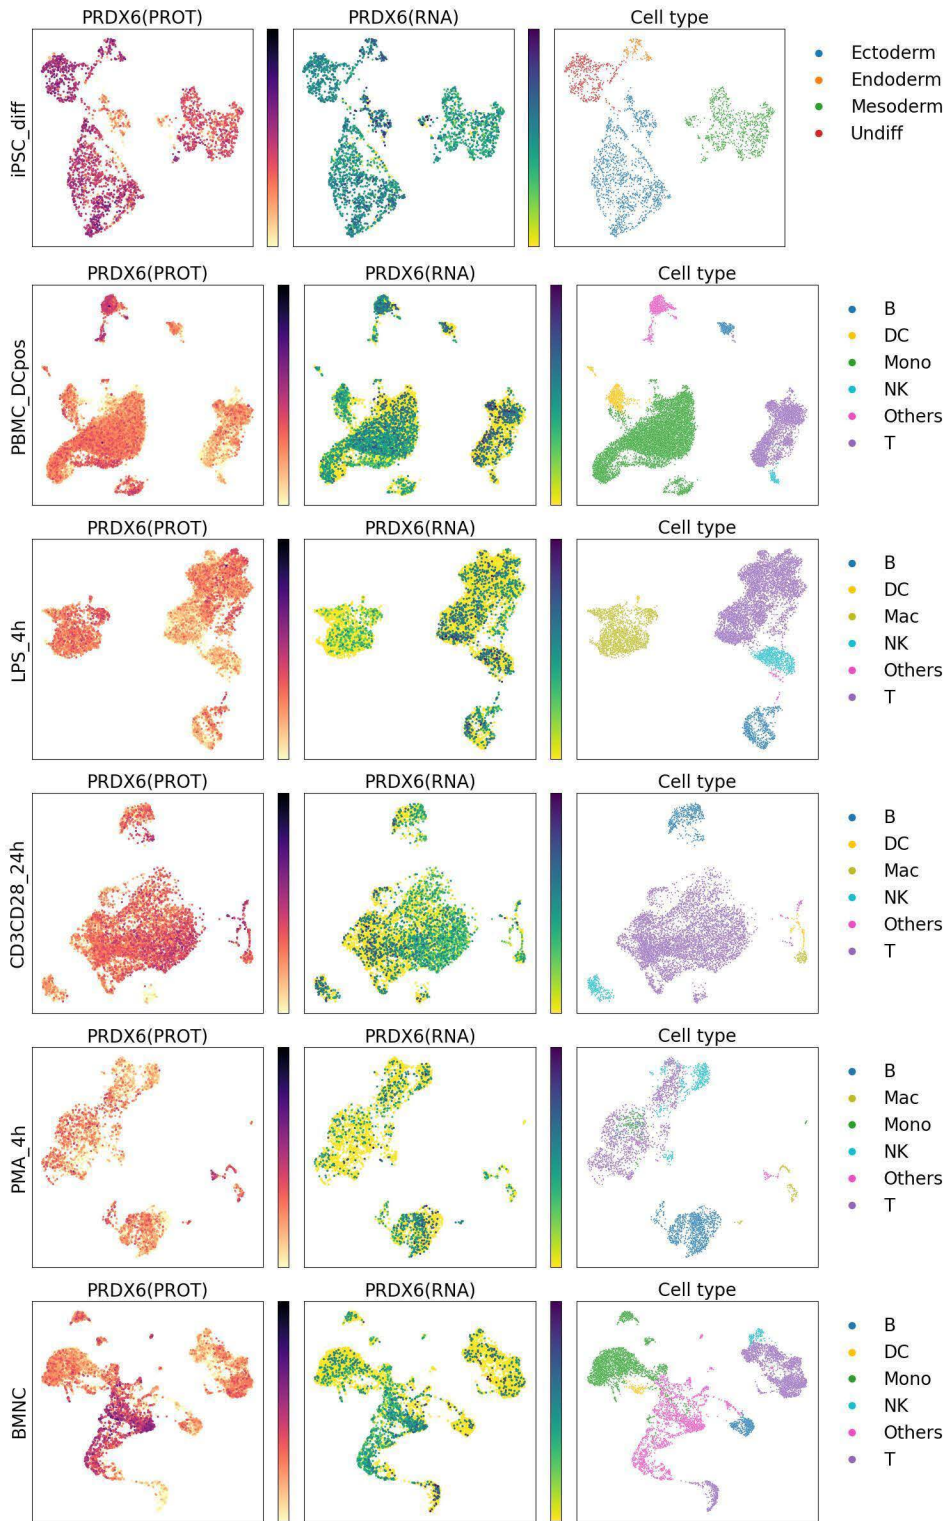 PRDX6(PROT) PRDX6(RNA) Cell type
iPSC_diff
Ectoderm
Endoderm
Mesoderm
Undiff
PRDX6(PROT) PRDX6(RNA) Cell type
PBMC_DCpos
B
DC
Mono
NK
Others
T
PRDX6(PROT) PRDX6(RNA) Cell type
LPS_4h
B
DC
Mac
NK
Others
T
PRDX6(PROT) PRDX6(RNA) Cell type
CD3CD28_24h
B
DC
Mac
NK
Others
T
PRDX6(PROT) PRDX6(RNA) Cell type
PMA_4h
B
Mac
Mono
NK
Others
T
PRDX6(PROT) PRDX6(RNA) Cell type
BMNC
B
DC
Mono
NK
Others
T